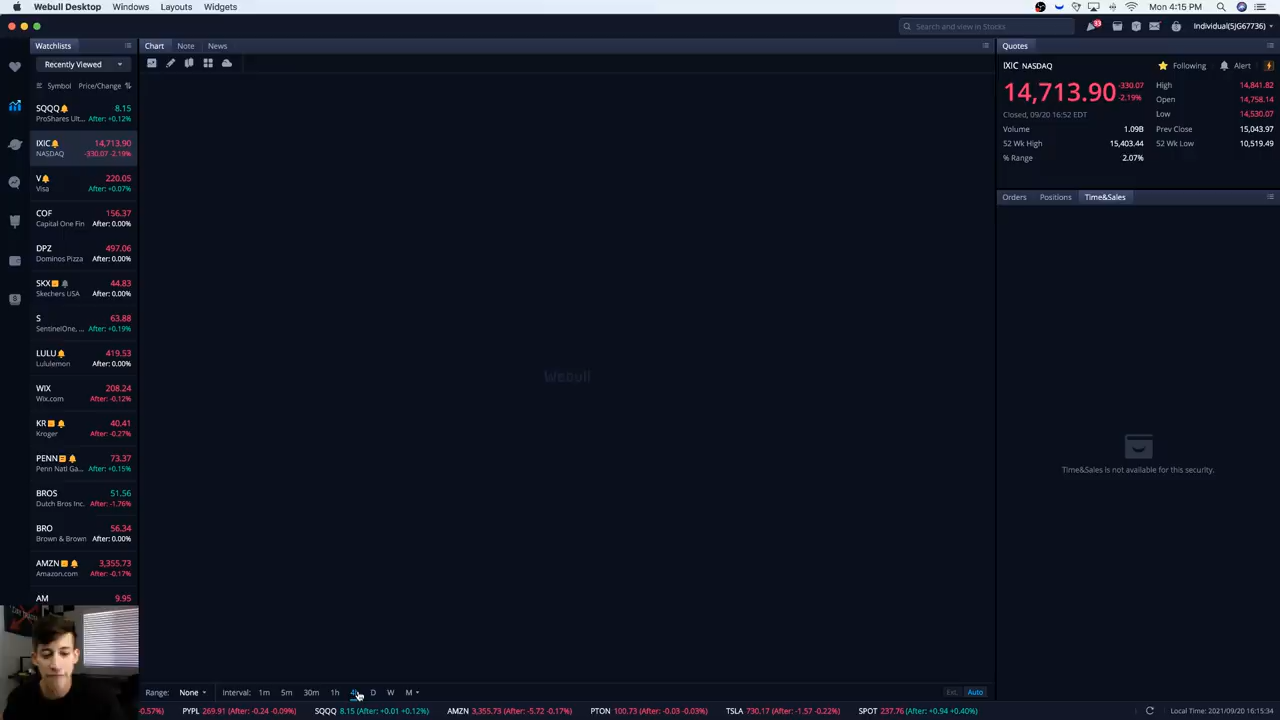 Webull Desktop Windows Layouts Widgets Mon 4:15 PM
Search and view in Stocks 33 Individual(5JG67736)
Watchlists
Recently Viewed
Symbol Price/Change
SQQQ 8.15
ProShares Ult... After: +0.12%
IXIC 14,713.90
NASDAQ -330.07 -2.19%
V 220.05
Visa After: +0.07%
COF 156.37
Capital One Fin After: 0.00%
DPZ 497.06
Dominos Pizza After: 0.00%
SKX 44.83
Skechers USA After: 0.00%
S 63.88
SentinelOne, ... After: +0.19%
LULU 419.53
Lululemon After: 0.00%
WIX 208.24
Wix.com After: -0.12%
KR 40.41
Kroger After: -0.27%
PENN 73.37
Penn Natl Ga... After: +0.15%
BROS 51.56
Dutch Bros Inc. After: -1.76%
BRO 56.34
Brown & Brown After: 0.00%
AMZN 3,355.73
Amazon.com After: -0.17%
AM 9.95
Chart Note News
Webull
Range: None Interval: 1m 5m 30m 1h 4h D W M Ext. Auto
Quotes
IXIC NASDAQ Following Alert
14,713.90 -330.07 -2.19%
Closed, 09/20 16:52 EDT
High 14,841.82
Open 14,758.14
Low 14,530.07
Volume 1.09B Prev Close 15,043.97
52 Wk High 15,403.44 52 Wk Low 10,519.49
% Range 2.07%
Orders Positions Time&Sales
Time&Sales is not available for this security.
-0.57%) PYPL 269.91 (After: -0.24 -0.09%) SQQQ 8.15 (After: +0.01 +0.12%) AMZN 3,355.73 (After: -5.72 -0.17%) PTON 100.73 (After: -0.03 -0.03%) TSLA 730.17 (After: -1.57 -0.22%) SPOT 237.76 (After: +0.94 +0.40%) Local Time: 2021/09/20 16:15:34